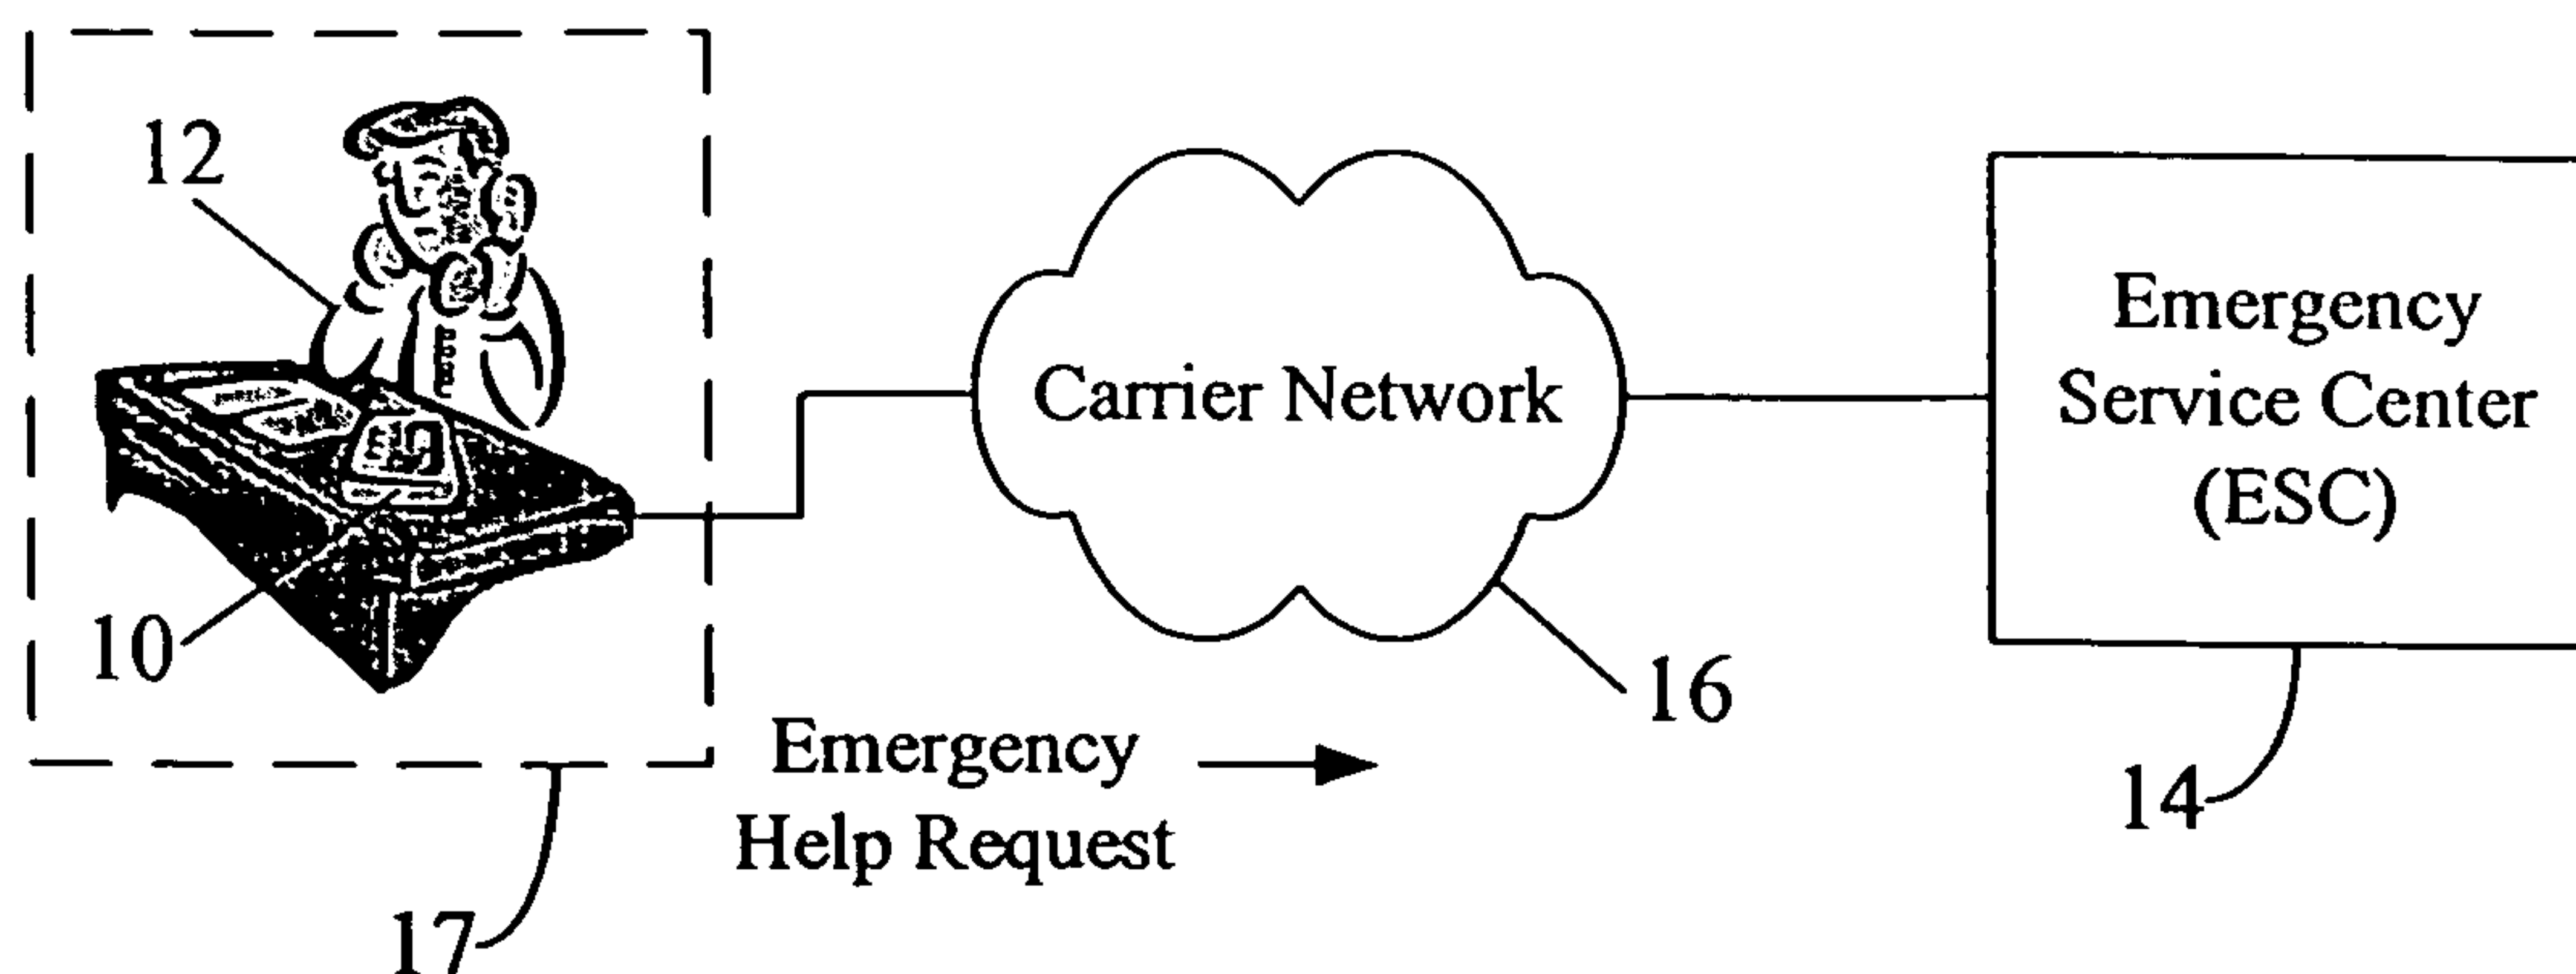 12
10
17
Emergency
Help Request
Carrier Network
16
Emergency
Service Center
(ESC)
14